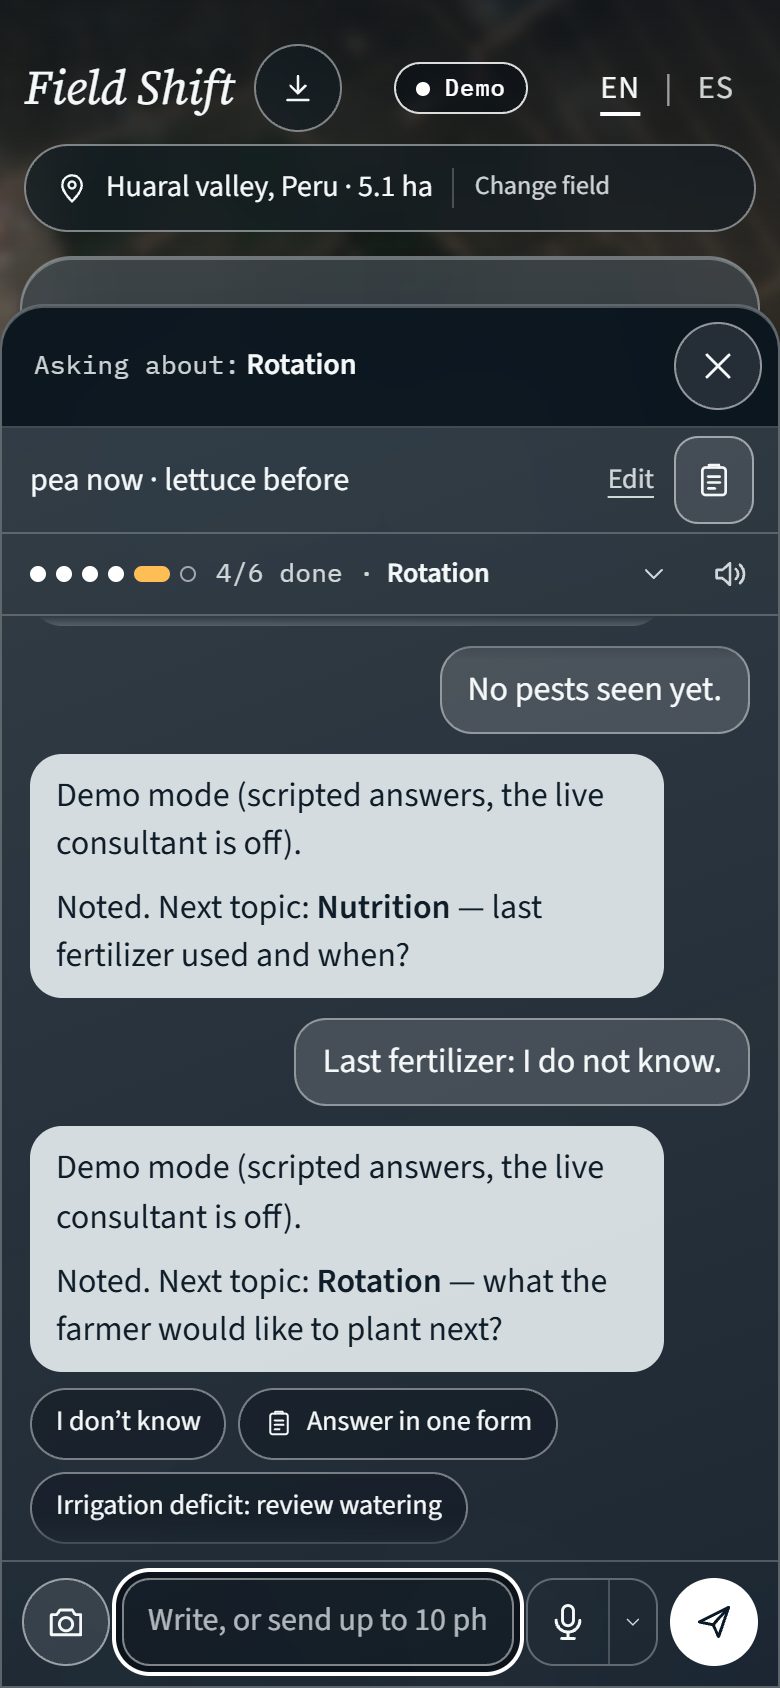 Field Shift
Demo
EN | ES
Huaral valley, Peru · 5.1 ha
Change field
Asking about: Rotation
pea now · lettuce before
Edit
4/6 done · Rotation
No pests seen yet.
Demo mode (scripted answers, the live
consultant is off).
Noted. Next topic: Nutrition — last
fertilizer used and when?
Last fertilizer: I do not know.
Demo mode (scripted answers, the live
consultant is off).
Noted. Next topic: Rotation — what the
farmer would like to plant next?
I don’t know
Answer in one form
Irrigation deficit: review watering
Write, or send up to 10 ph